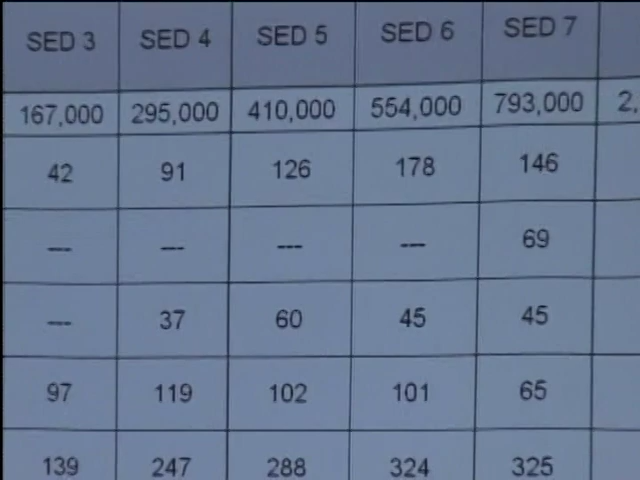 SED 3 SED 4 SED 5 SED 6 SED 7
167,000 295,000 410,000 554,000 793,000 2,
42 91 126 178 146
--- --- --- --- 69
--- 37 60 45 45
97 119 102 101 65
139 247 288 324 325